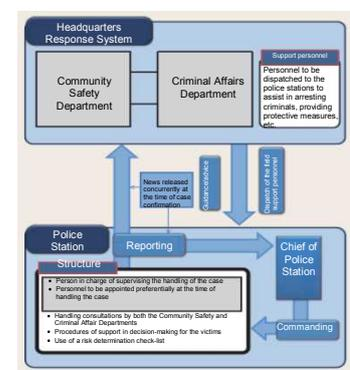 Headquarters
Response System
Community
Safety
Department
Criminal Affairs
Department
Support personnel
Personnel to be
dispatched to the
police stations to
assist in arresting
criminals, providing
protective measures,
etc.
News released
concurrently at
the time of case
confirmation
Guidance/advice
Dispatch of the field
support personnel
Police
Station
Reporting
Chief of
Police
Station
Structure
• Person in charge of supervising the handling of the case
• Personnel to be appointed preferentially at the time of
handling the case
• Handling consultations by both the Community Safety and
Criminal Affair Departments
• Procedures of support in decision-making for the victims
• Use of a risk determination check-list
Commanding